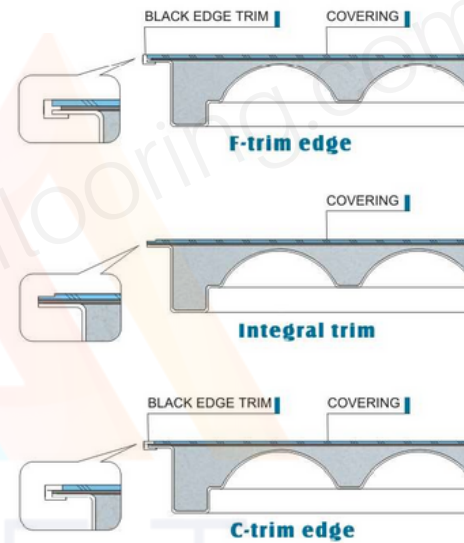 BLACK EDGE TRIM COVERING
F-trim edge
COVERING
Integral trim
BLACK EDGE TRIM COVERING
C-trim edge